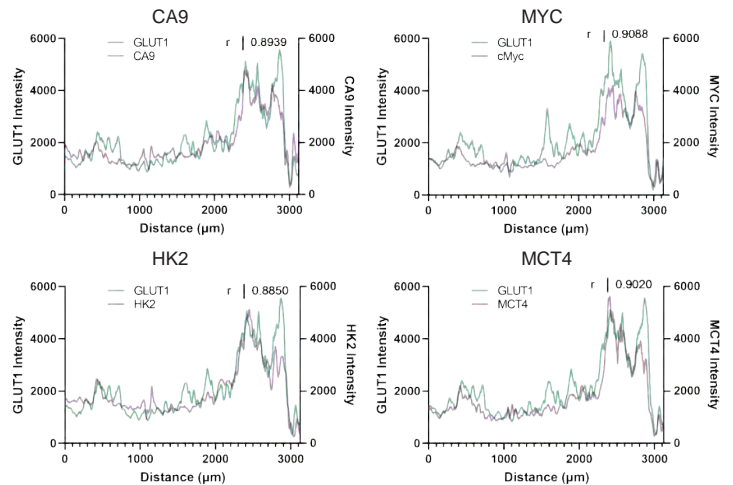 CA9
r | 0.8939
GLUT1
CA9
6000
4000
2000
0
6000
4000
2000
0
0 1000 2000 3000
GLUT1 Intensity
CA9 Intensity
Distance (μm)
MYC
r | 0.9088
GLUT1
cMyc
6000
4000
2000
0
6000
4000
2000
0
0 1000 2000 3000
GLUT1 Intensity
MYC Intensity
Distance (μm)
HK2
r | 0.8850
GLUT1
HK2
6000
4000
2000
0
6000
4000
2000
0
0 1000 2000 3000
GLUT1 Intensity
HK2 Intensity
Distance (μm)
MCT4
r | 0.9020
GLUT1
MCT4
6000
4000
2000
0
6000
4000
2000
0
0 1000 2000 3000
GLUT1 Intensity
MCT4 Intensity
Distance (μm)